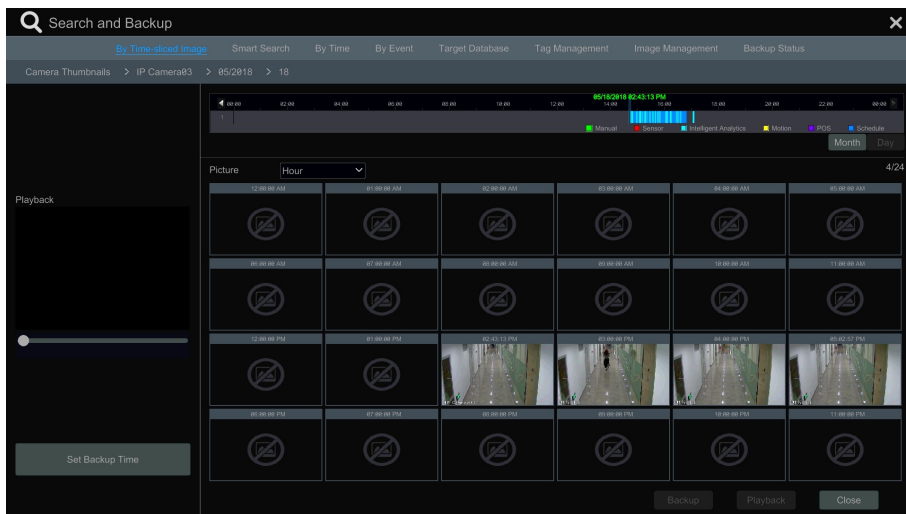 Search and Backup
By Time-sliced Image Smart Search By Time By Event Target Database Tag Management Image Management Backup Status
Camera Thumbnails > IP Camera03 > 05/2018 > 18
05/18/2018 02:43:13 PM
00:00 02:00 04:00 06:00 08:00 10:00 12:00 14:00 16:00 18:00 20:00 22:00 00:00
1
Manual Sensor Intelligent Analytics Motion POS Schedule
Month Day
Picture Hour 4/24
Playback
12:00:00 AM 01:00:00 AM 02:00:00 AM 03:00:00 AM 04:00:00 AM 05:00:00 AM
06:00:00 AM 07:00:00 AM 08:00:00 AM 09:00:00 AM 10:00:00 AM 11:00:00 AM
12:00:00 PM 01:00:00 PM 02:43:13 PM 03:00:00 PM 04:00:00 PM 05:02:57 PM
06:00:00 PM 07:00:00 PM 08:00:00 PM 09:00:00 PM 10:00:00 PM 11:00:00 PM
Set Backup Time
Backup Playback Close